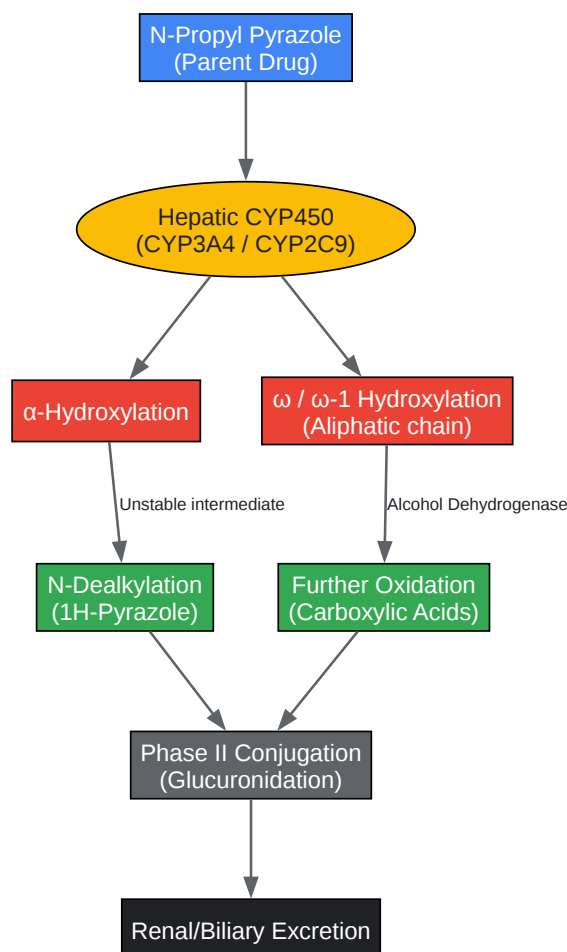 N-Propyl Pyrazole
(Parent Drug)
Hepatic CYP450
(CYP3A4 / CYP2C9)
α-Hydroxylation
ω / ω-1 Hydroxylation
(Aliphatic chain)
Unstable intermediate
Alcohol Dehydrogenase
N-Dealkylation
(1H-Pyrazole)
Further Oxidation
(Carboxylic Acids)
Phase II Conjugation
(Glucuronidation)
Renal/Biliary Excretion